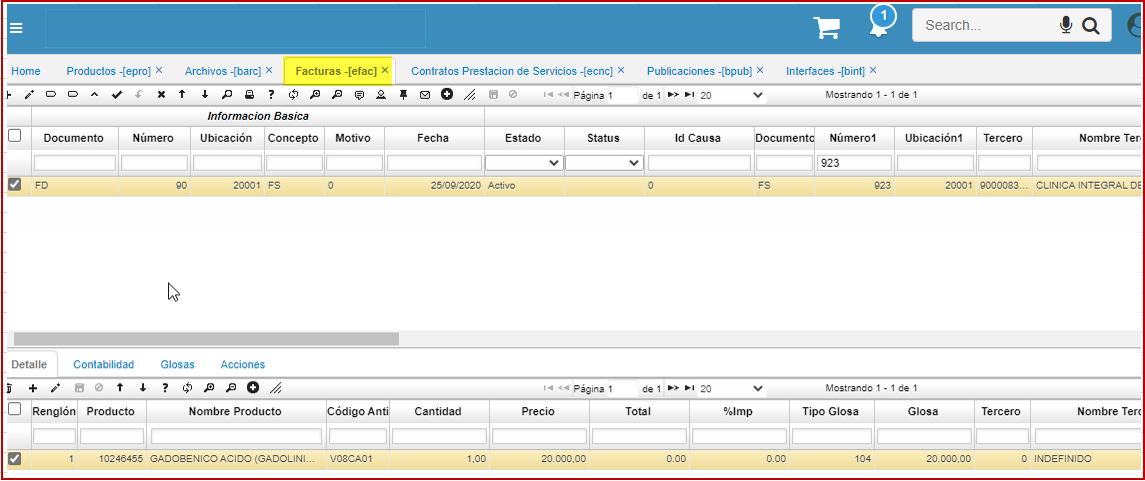 1
Search...
Home Productos -[epro] × Archivos -[barc] × Facturas -[efac] × Contratos Prestacion de Servicios -[ecnc] × Publicaciones -[bpub] × Interfaces -[bint] ×
Página 1 de 1 20 Mostrando 1 - 1 de 1
Informacion Basica
Documento Número Ubicación Concepto Motivo Fecha Estado Status Id Causa Documento Número1 Ubicación1 Tercero Nombre Terc
923
FD 90 20001 FS 0 25/09/2020 Activo 0 FS 923 20001 9000083... CLINICA INTEGRAL DE
Detalle Contabilidad Glosas Acciones
Página 1 de 1 20 Mostrando 1 - 1 de 1
Renglón Producto Nombre Producto Código Anti Cantidad Precio Total %Imp Tipo Glosa Glosa Tercero Nombre Terc
1 10246455 GADOBENICO ACIDO (GADOLINI... V08CA01 1,00 20.000,00 0.00 0.00 104 20.000,00 0 INDEFINIDO